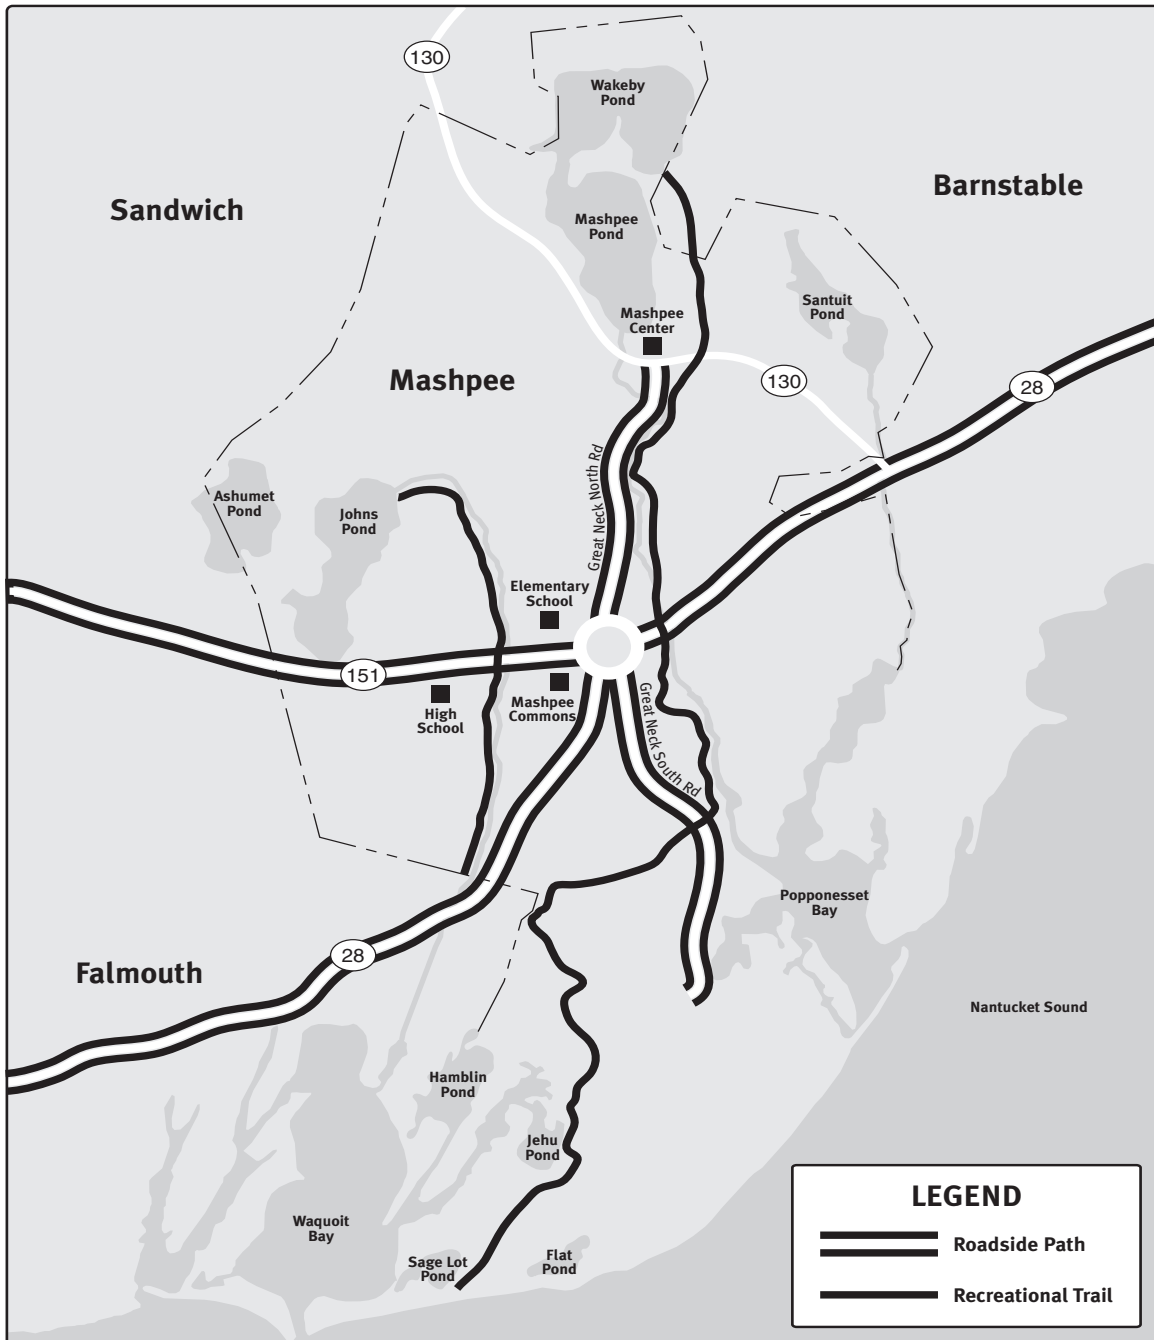 130
Wakeby
Pond
Sandwich
Barnstable
Mashpee
Pond
Santuit
Pond
Mashpee
Center
Mashpee
130
28
Great Neck North Rd
Ashumet
Pond
Johns
Pond
Elementary
School
151
High
School
Mashpee
Commons
Great Neck South Rd
Popponesset
Bay
28
Falmouth
Nantucket Sound
Hamblin
Pond
Jehu
Pond
Waquoit
Bay
Sage Lot
Pond
Flat
Pond
LEGEND
Roadside Path
Recreational Trail